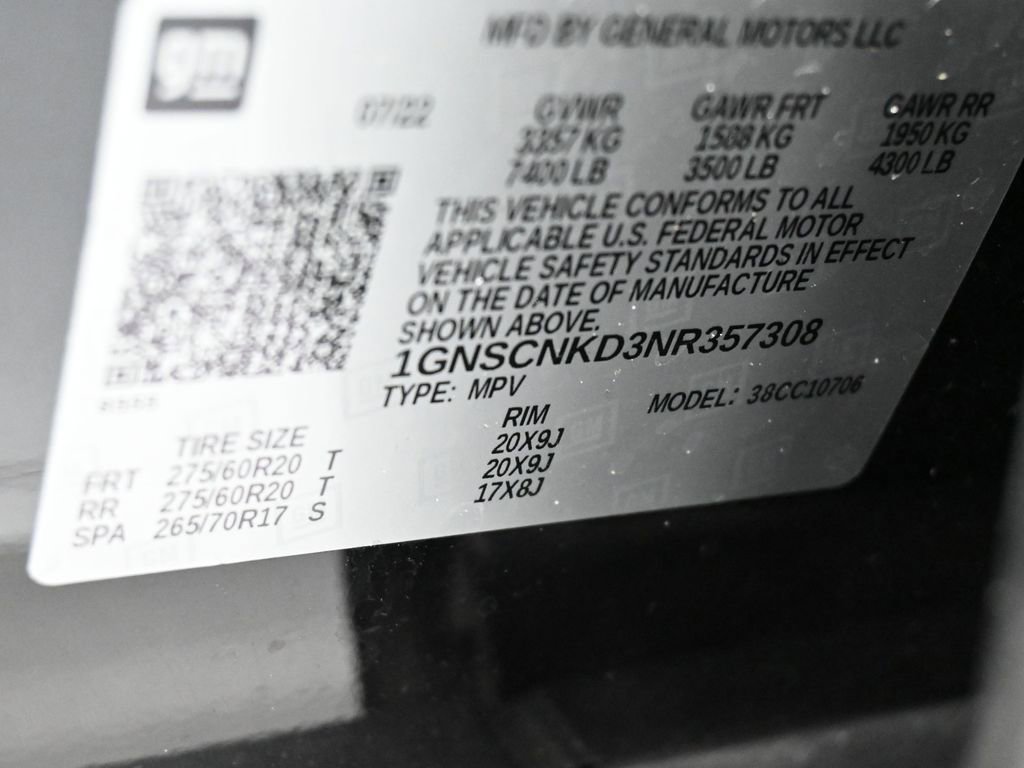 gm
MFD BY GENERAL MOTORS LLC
07/22 GVWR GAWR FRT GAWR RR
3357 KG 1588 KG 1950 KG
7400 LB 3500 LB 4300 LB
THIS VEHICLE CONFORMS TO ALL
APPLICABLE U.S. FEDERAL MOTOR
VEHICLE SAFETY STANDARDS IN EFFECT
ON THE DATE OF MANUFACTURE
SHOWN ABOVE.
1GNSCNKD3NR357308
TYPE: MPV MODEL: 38CC10706
TIRE SIZE RIM
FRT 275/60R20 T 20X9J
RR 275/60R20 T 20X9J
SPA 265/70R17 S 17X8J